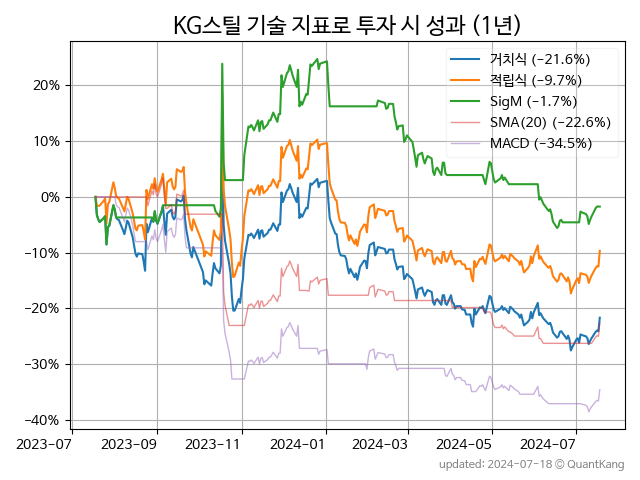 KG스틸 기술 지표로 투자 시 성과 (1년)
거치식 (−21.6%)
적립식 (−9.7%)
SigM (−1.7%)
SMA(20) (−22.6%)
MACD (−34.5%)
20%
10%
0%
−10%
−20%
−30%
−40%
2023-07 2023-09 2023-11 2024-01 2024-03 2024-05 2024-07
updated: 2024-07-18 © QuantKang